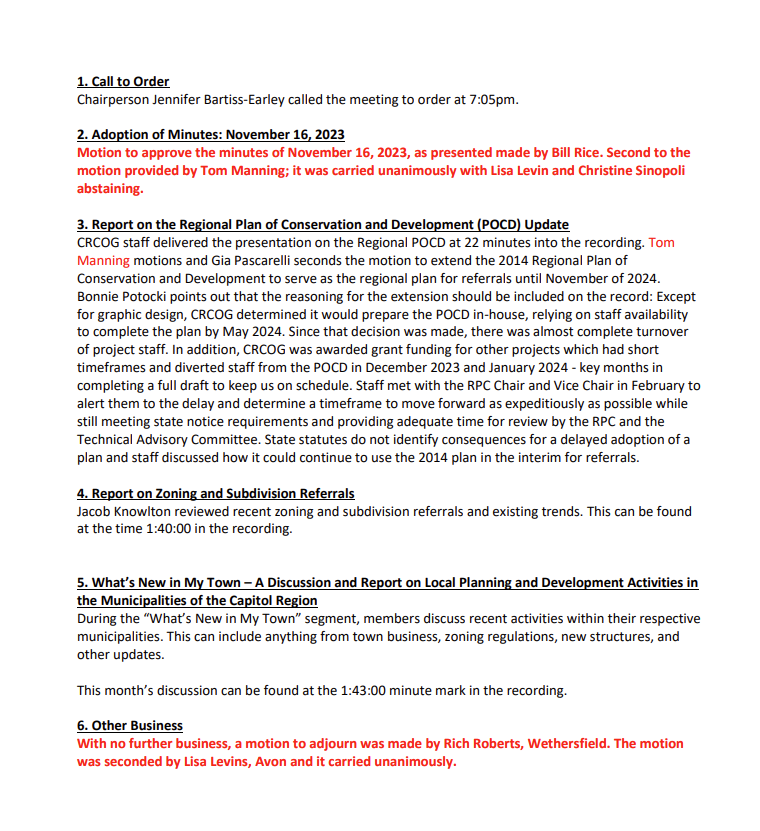 1. Call to Order
Chairperson Jennifer Bartiss-Earley called the meeting to order at 7:05pm.
2. Adoption of Minutes: November 16, 2023
Motion to approve the minutes of November 16, 2023, as presented made by Bill Rice. Second to the
motion provided by Tom Manning; it was carried unanimously with Lisa Levin and Christine Sinopoli
abstaining.
3. Report on the Regional Plan of Conservation and Development (POCD) Update
CRCOG staff delivered the presentation on the Regional POCD at 22 minutes into the recording. Tom
Manning motions and Gia Pascarelli seconds the motion to extend the 2014 Regional Plan of
Conservation and Development to serve as the regional plan for referrals until November of 2024.
Bonnie Potocki points out that the reasoning for the extension should be included on the record: Except
for graphic design, CRCOG determined it would prepare the POCD in-house, relying on staff availability
to complete the plan by May 2024. Since that decision was made, there was almost complete turnover
of project staff. In addition, CRCOG was awarded grant funding for other projects which had short
timeframes and diverted staff from the POCD in December 2023 and January 2024 - key months in
completing a full draft to keep us on schedule. Staff met with the RPC Chair and Vice Chair in February to
alert them to the delay and determine a timeframe to move forward as expeditiously as possible while
still meeting state notice requirements and providing adequate time for review by the RPC and the
Technical Advisory Committee. State statutes do not identify consequences for a delayed adoption of a
plan and staff discussed how it could continue to use the 2014 plan in the interim for referrals.
4. Report on Zoning and Subdivision Referrals
Jacob Knowlton reviewed recent zoning and subdivision referrals and existing trends. This can be found
at the time 1:40:00 in the recording.
5. What's New in My Town – A Discussion and Report on Local Planning and Development Activities in
the Municipalities of the Capitol Region
During the “What's New in My Town” segment, members discuss recent activities within their respective
municipalities. This can include anything from town business, zoning regulations, new structures, and
other updates.
This month's discussion can be found at the 1:43:00 minute mark in the recording.
6. Other Business
With no further business, a motion to adjourn was made by Rich Roberts, Wethersfield. The motion
was seconded by Lisa Levins, Avon and it carried unanimously.